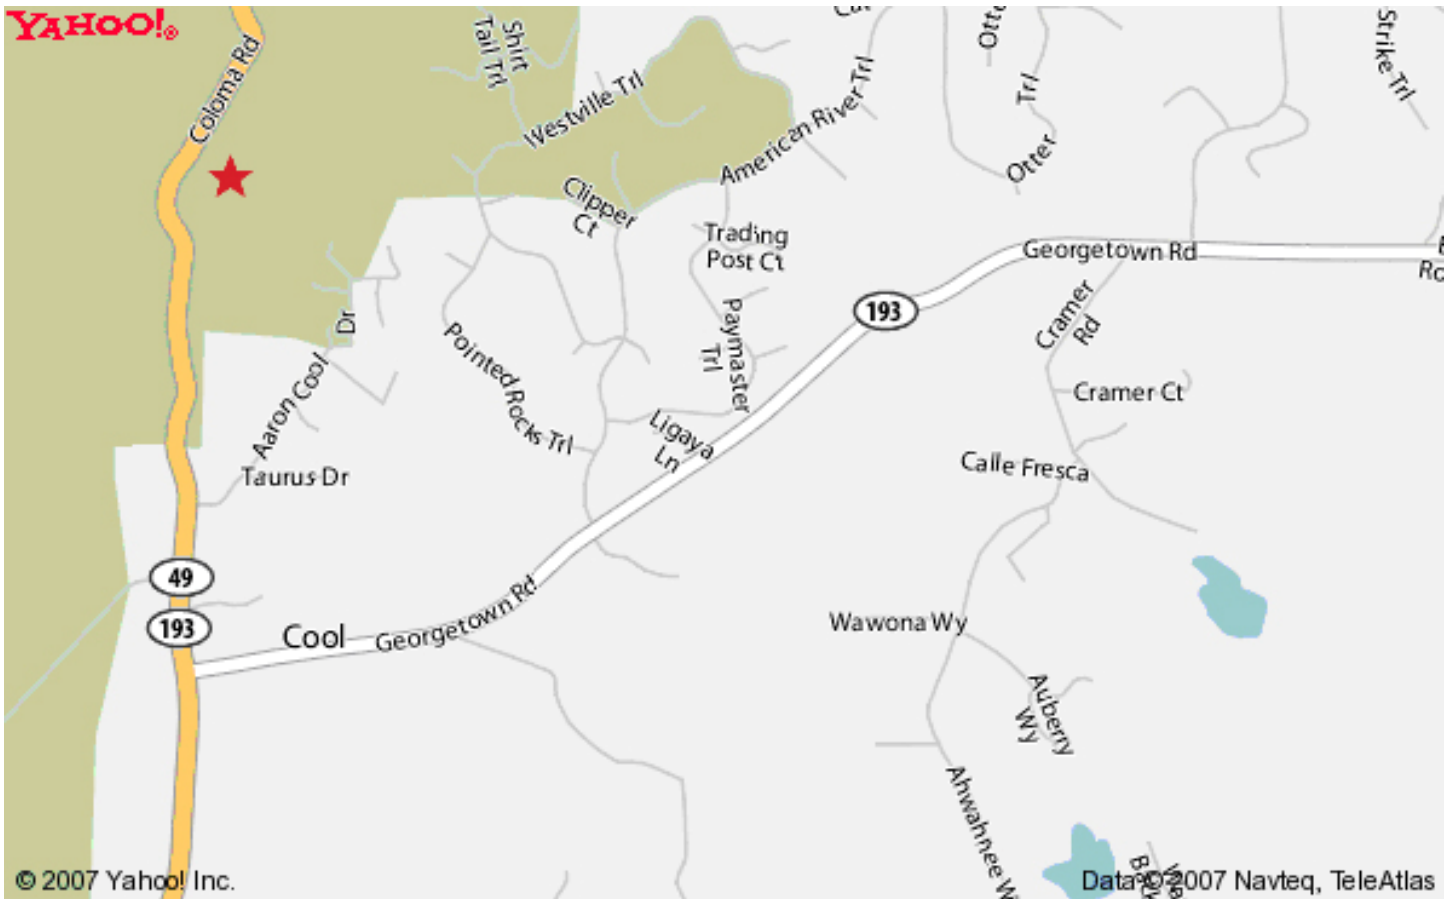 YAHOO!®
Coloma Rd
Shirt
Tail Trl
Westville Trl
American River Trl
Otter
Trl
Otter
Strike Trl
Clipper
Ct
Trading
Post Ct
Georgetown Rd
193
Cramer
Rd
Dr
Aaron Cool
Pointed Rocks Trl
Paymaster
Trl
Cramer Ct
Ligaya
Ln
Taurus Dr
Calle Fresca
49
193
Cool
Georgetown Rd
Wawona Wy
Auberry
Wy
Ahwahnee W
© 2007 Yahoo! Inc.
Data © 2007 Navteq, TeleAtlas